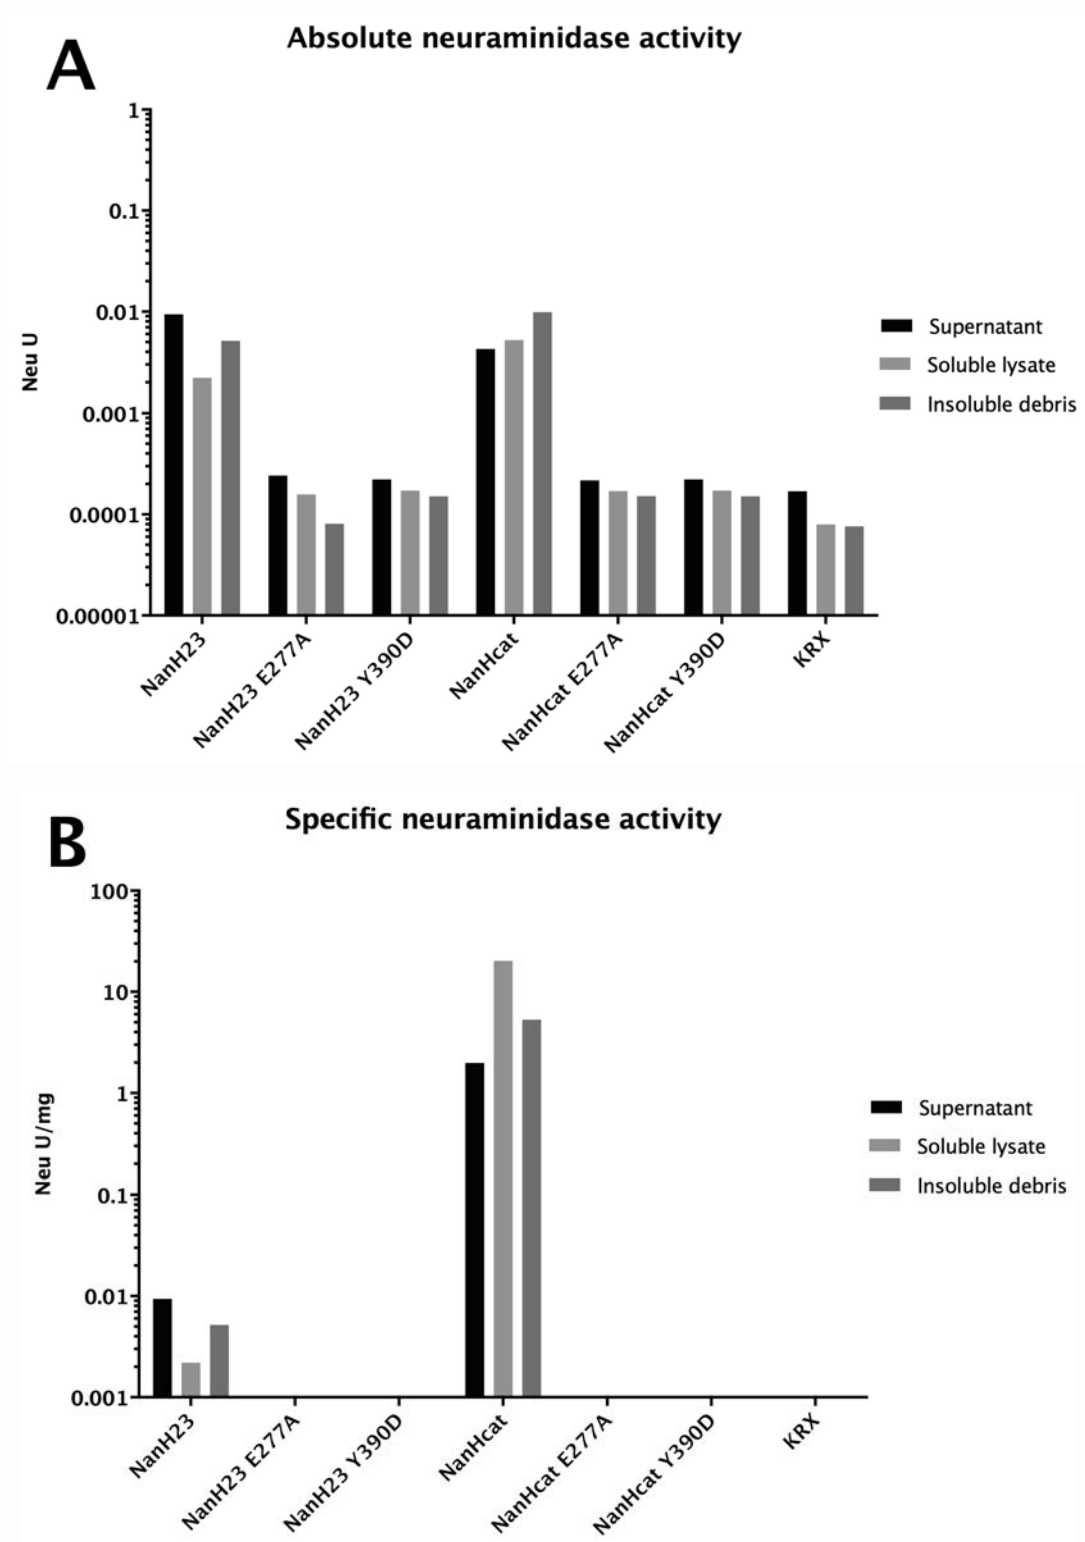 A
Absolute neuraminidase activity
1
0.1
0.01
0.001
0.0001
0.00001
Neu U
NanH23
NanH23 E277A
NanH23 Y390D
NanHcat
NanHcat E277A
NanHcat Y390D
KRX
Supernatant
Soluble lysate
Insoluble debris
B
Specific neuraminidase activity
100
10
1
0.1
0.01
0.001
Neu U/mg
NanH23
NanH23 E277A
NanH23 Y390D
NanHcat
NanHcat E277A
NanHcat Y390D
KRX
Supernatant
Soluble lysate
Insoluble debris